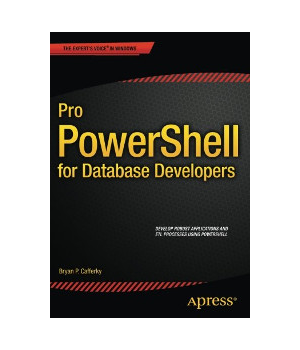 THE EXPERT'S VOICE® IN WINDOWS
Pro
PowerShell
for Database Developers
DEVELOP ROBUST APPLICATIONS AND
ETL PROCESSES USING POWERSHELL
Bryan P. Cafferky
Apress®